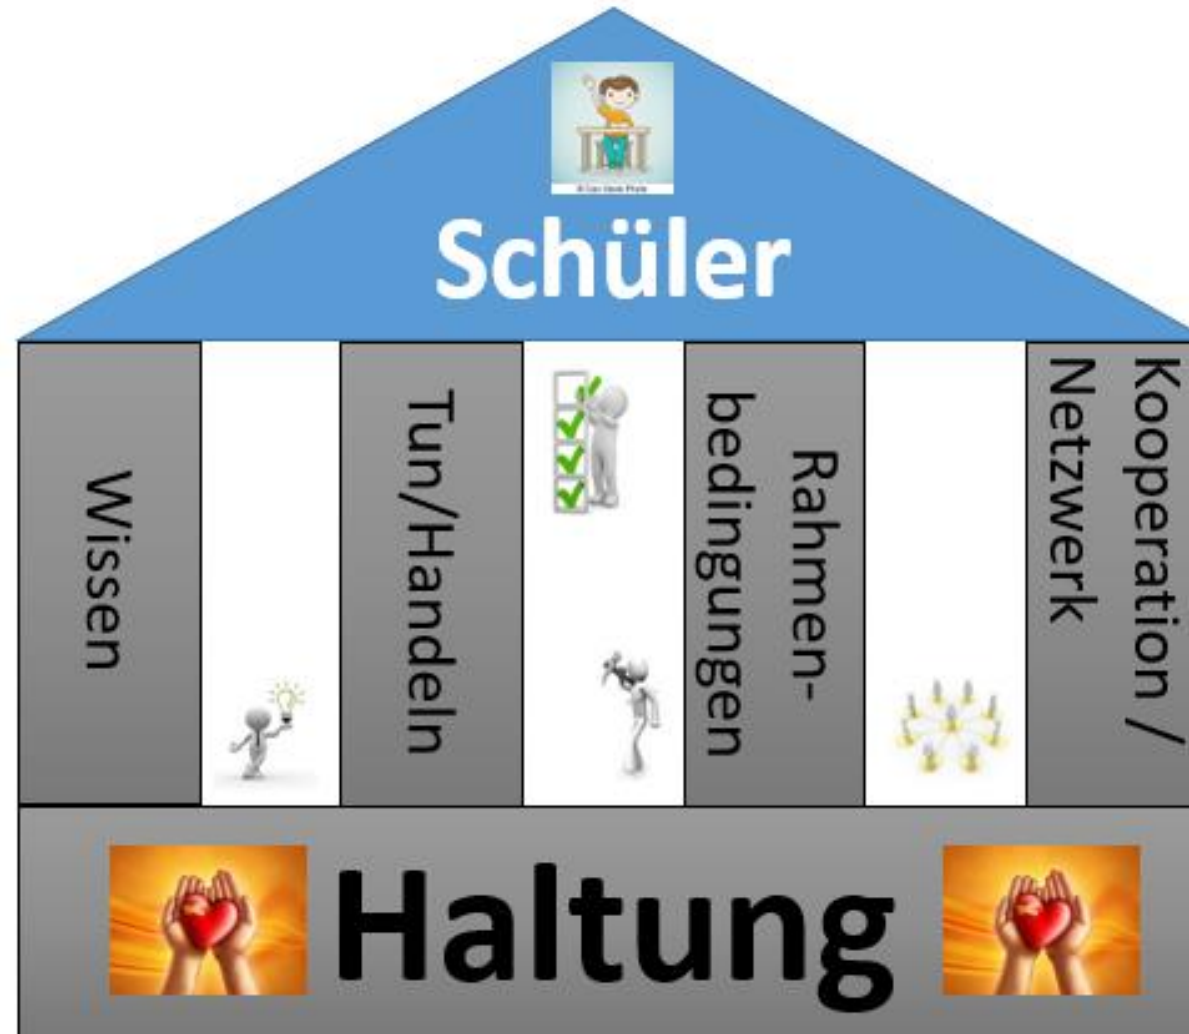 Schüler
Wissen
Tun/Handeln
Rahmen-
bedingungen
Kooperation /
Netzwerk
Haltung